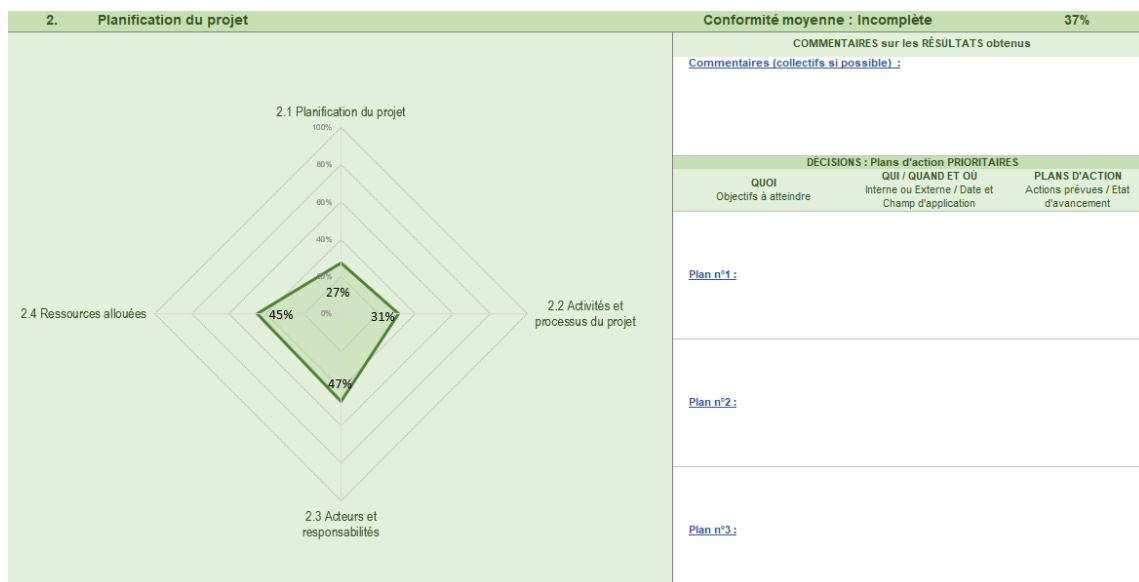 2. Planification du projet Conformité moyenne : Incomplète 37%
2.1 Planification du projet
100%
80%
60%
40%
20%
0%
27%
31%
47%
45%
2.2 Activités et
processus du projet
2.3 Acteurs et
responsabilités
2.4 Ressources allouées
COMMENTAIRES sur les RÉSULTATS obtenus
Commentaires (collectifs si possible) :
DÉCISIONS : Plans d'action PRIORITAIRES
QUOI
Objectifs à atteindre
QUI / QUAND ET OÙ
Interne ou Externe / Date et
Champ d'application
PLANS D'ACTION
Actions prévues / Etat
d'avancement
Plan n°1 :
Plan n°2 :
Plan n°3 :